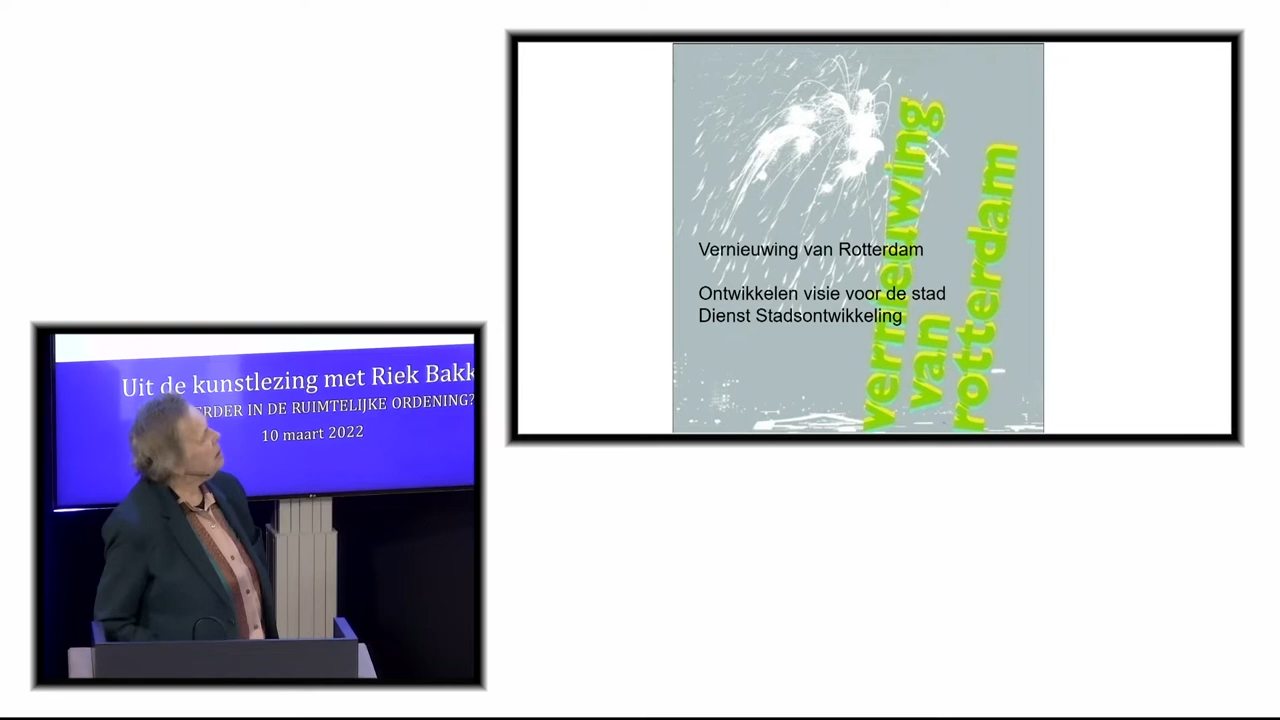 vernieuwing
van
rotterdam
Vernieuwing van Rotterdam
Ontwikkelen visie voor de stad
Dienst Stadsontwikkeling
Uit de kunstlezing met Riek Bakk
ERDER IN DE RUIMTELIJKE ORDENING?
10 maart 2022
LG